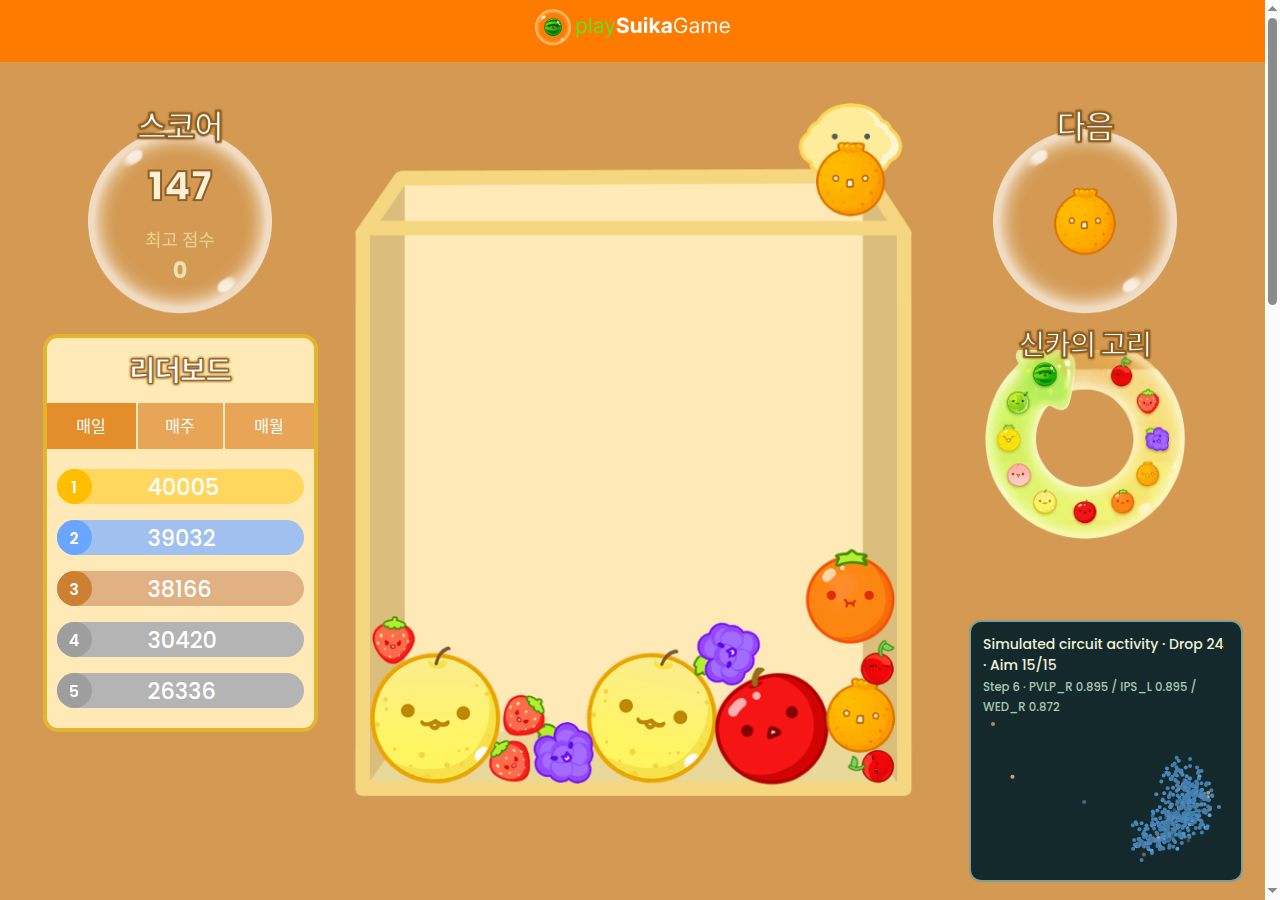 playSuikaGame
스코어
147
최고 점수
0
다음
리더보드
매일 매주 매월
1 40005
2 39032
3 38166
4 30420
5 26336
신카의 고리
Simulated circuit activity · Drop 24
· Aim 15/15
Step 6 · PVLP_R 0.895 / IPS_L 0.895 /
WED_R 0.872